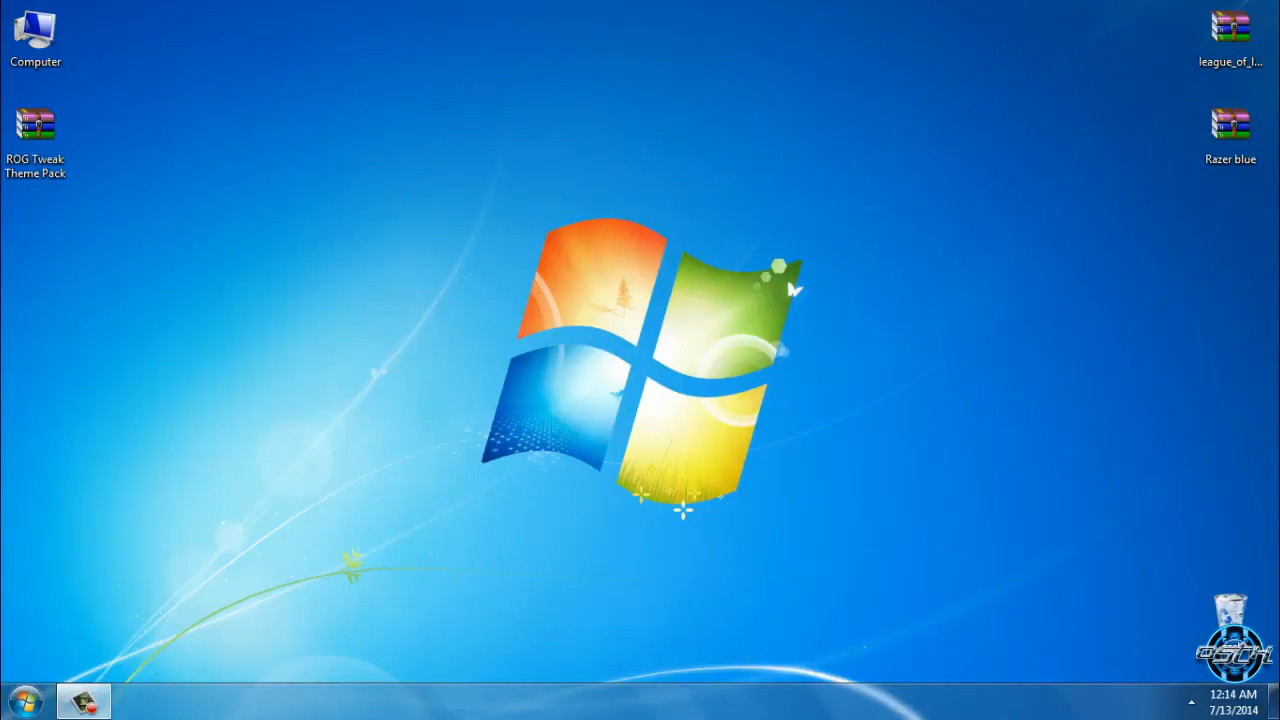 Computer
league_of_l...
ROG Tweak
Theme Pack
Razer blue
12:14 AM
7/13/2014